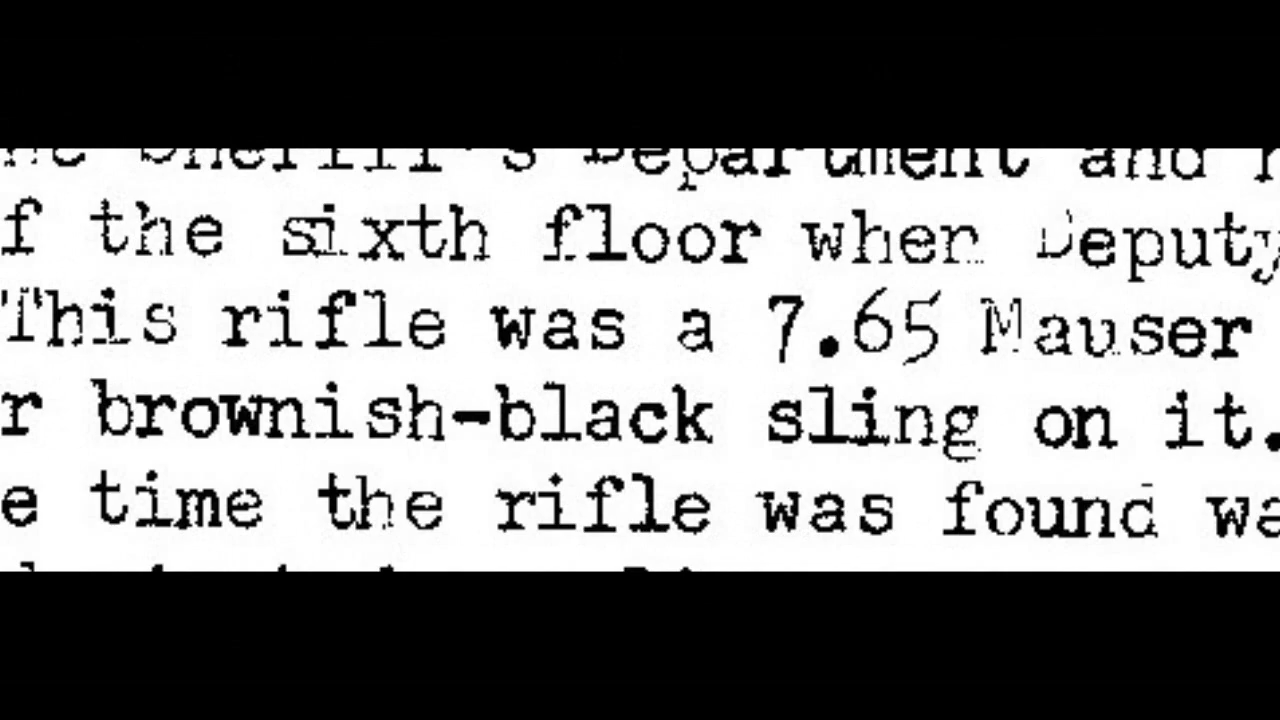 Sheriff's Department and
f the sixth floor when Deputy
This rifle was a 7.65 Mauser
r brownish-black sling on it.
e time the rifle was found wa